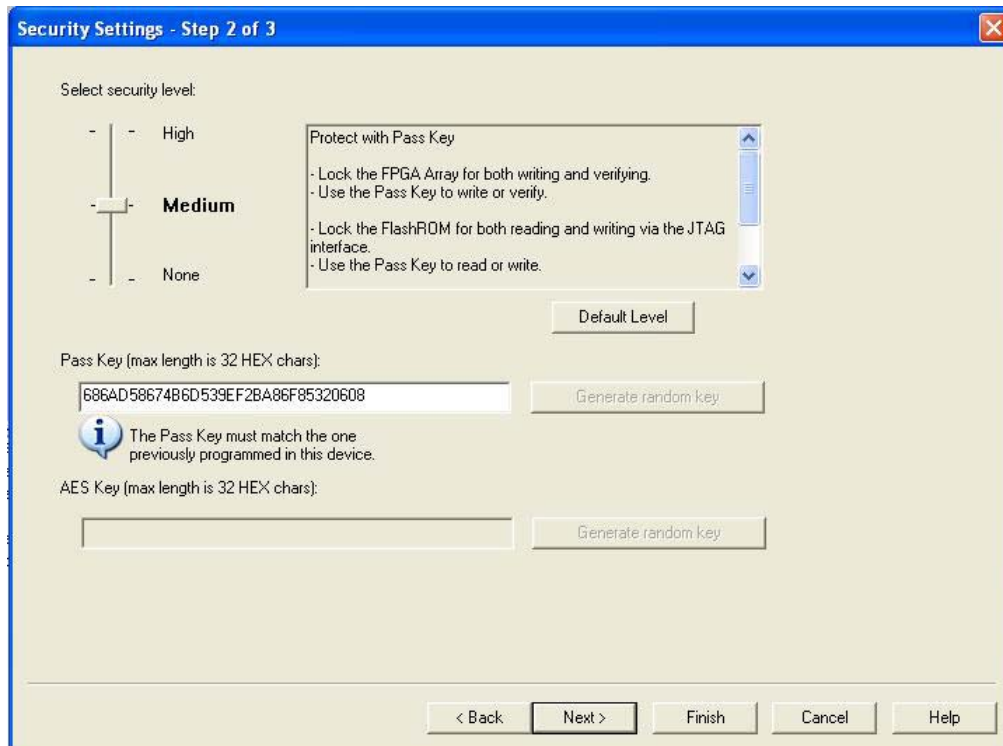 Security Settings - Step 2 of 3
Select security level:
High
Medium
None
Protect with Pass Key
- Lock the FPGA Array for both writing and verifying.
- Use the Pass Key to write or verify.
- Lock the FlashROM for both reading and writing via the JTAG
interface.
- Use the Pass Key to read or write.
Default Level
Pass Key (max length is 32 HEX chars):
686AD58674B6D539EF2BA86F85320608
Generate random key
The Pass Key must match the one
previously programmed in this device.
AES Key (max length is 32 HEX chars):
Generate random key
< Back
Next >
Finish
Cancel
Help